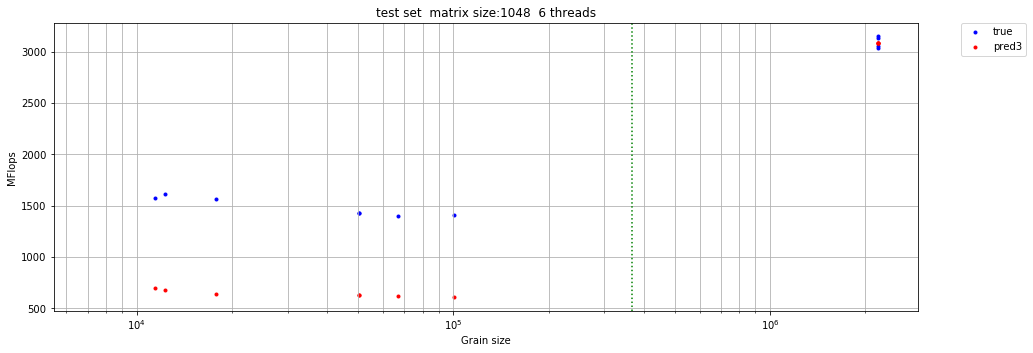 test set  matrix size:1048  6 threads
true
pred3
3000
2500
2000
1500
1000
500
MFlops
10^4
10^5
10^6
Grain size